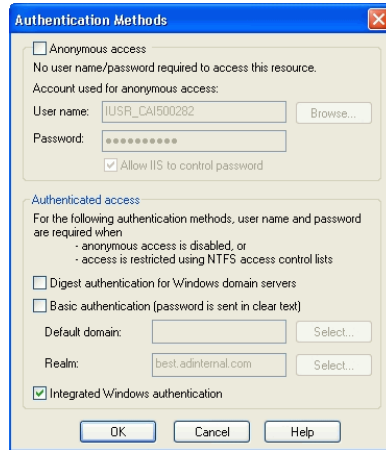 Authentication Methods
Anonymous access
No user name/password required to access this resource.
Account used for anonymous access:
User name: IUSR_CAI500282 Browse...
Password: ●●●●●●●●●●
Allow IIS to control password
Authenticated access
For the following authentication methods, user name and password
are required when
- anonymous access is disabled, or
- access is restricted using NTFS access control lists
Digest authentication for Windows domain servers
Basic authentication (password is sent in clear text)
Default domain: Select...
Realm: best.adinternal.com Select...
Integrated Windows authentication
OK Cancel Help